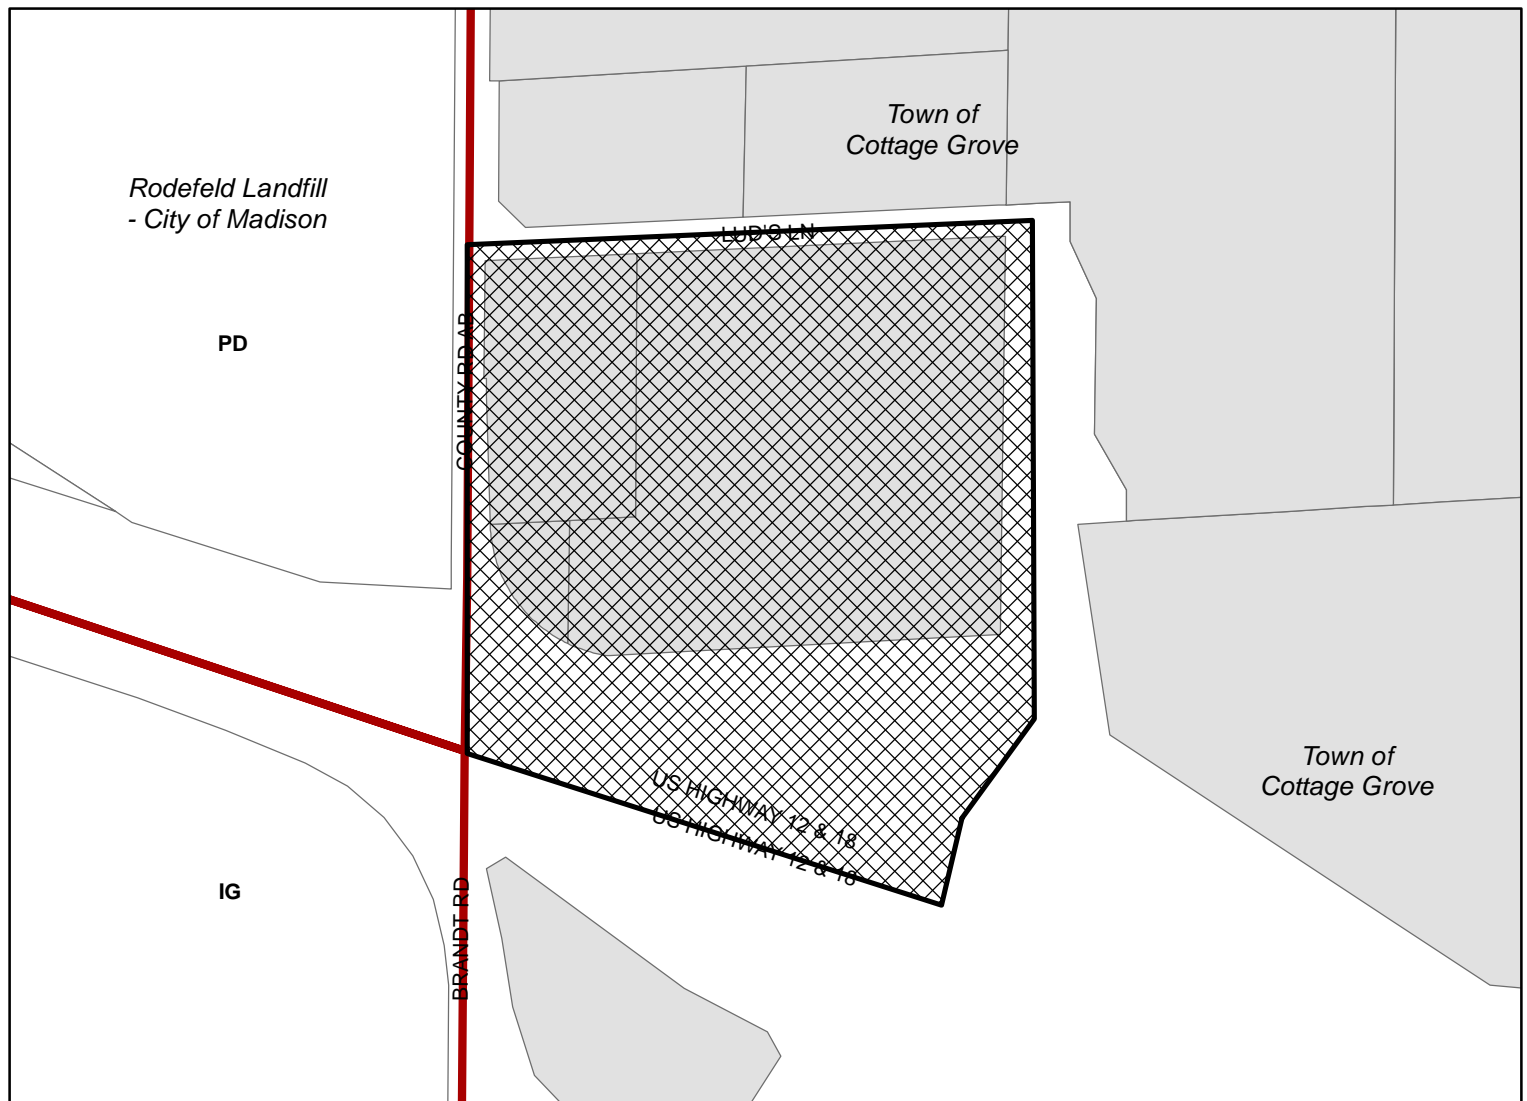 Town of
Cottage Grove
Rodefeld Landfill
- City of Madison
LUD'S LN
PD
COUNTY RD AB
Town of
Cottage Grove
US HIGHWAY 12 & 18
US HIGHWAY 12 & 18
IG
BRANDT RD